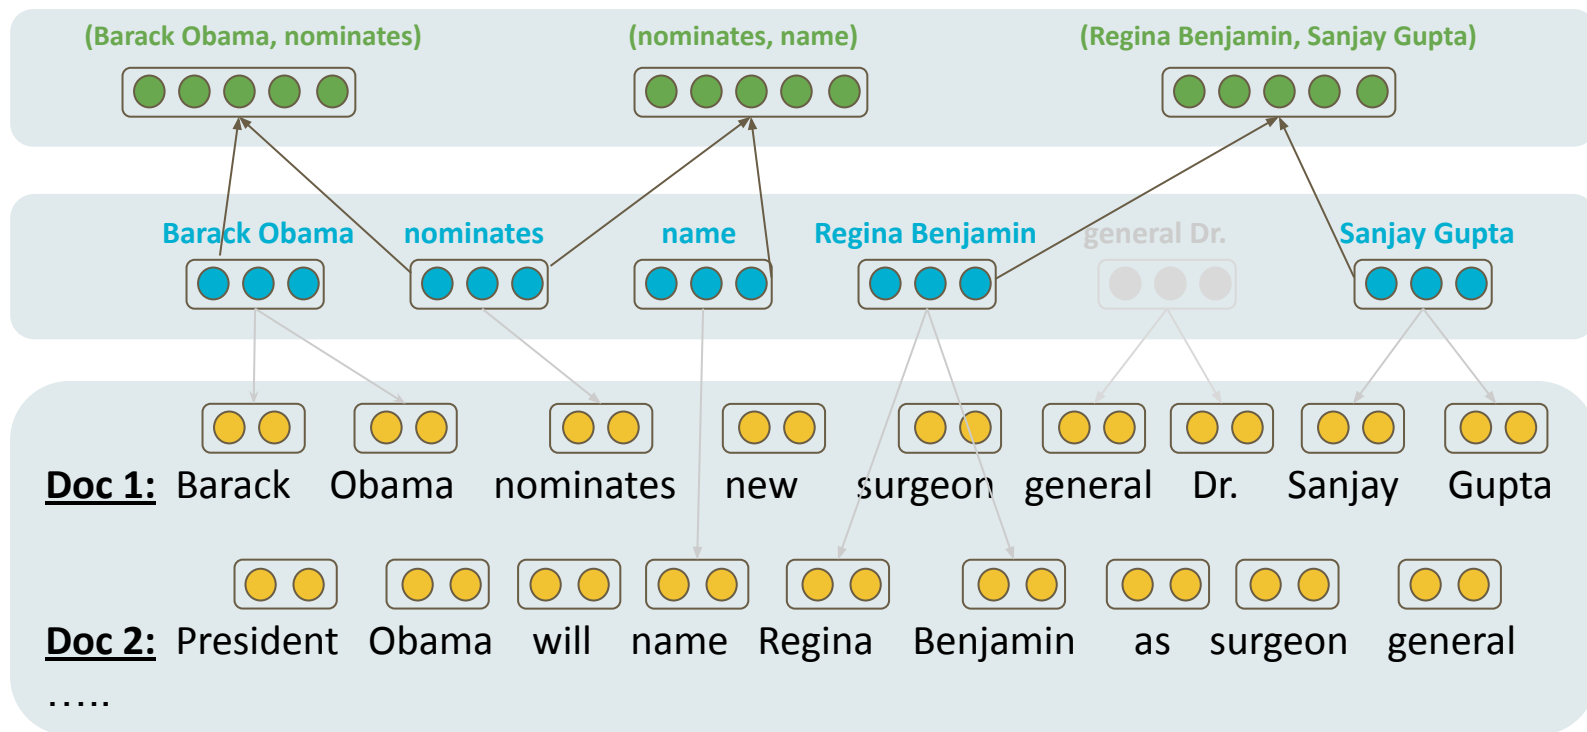 (Barack Obama, nominates) (nominates, name) (Regina Benjamin, Sanjay Gupta)
Barack Obama nominates name Regina Benjamin general Dr. Sanjay Gupta
Doc 1: Barack Obama nominates new surgeon general Dr. Sanjay Gupta
Doc 2: President Obama will name Regina Benjamin as surgeon general
.....